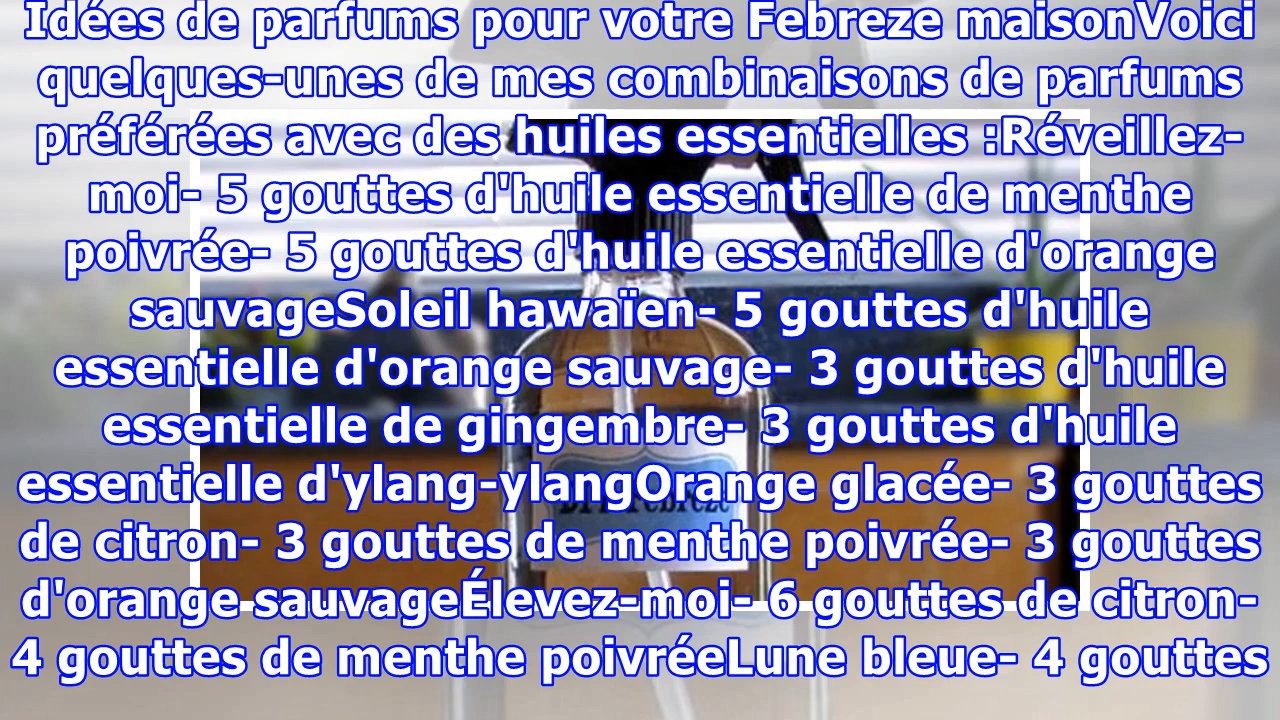 Idées de parfums pour votre Febreze maisonVoici
quelques-unes de mes combinaisons de parfums
préférées avec des huiles essentielles :Réveillez-
moi- 5 gouttes d'huile essentielle de menthe
poivrée- 5 gouttes d'huile essentielle d'orange
sauvageSoleil hawaïen- 5 gouttes d'huile
essentielle d'orange sauvage- 3 gouttes d'huile
essentielle de gingembre- 3 gouttes d'huile
essentielle d'ylang-ylangOrange glacée- 3 gouttes
de citron- 3 gouttes de menthe poivrée- 3 gouttes
d'orange sauvageÉlevez-moi- 6 gouttes de citron-
4 gouttes de menthe poivréeLune bleue- 4 gouttes
DIY Febreze